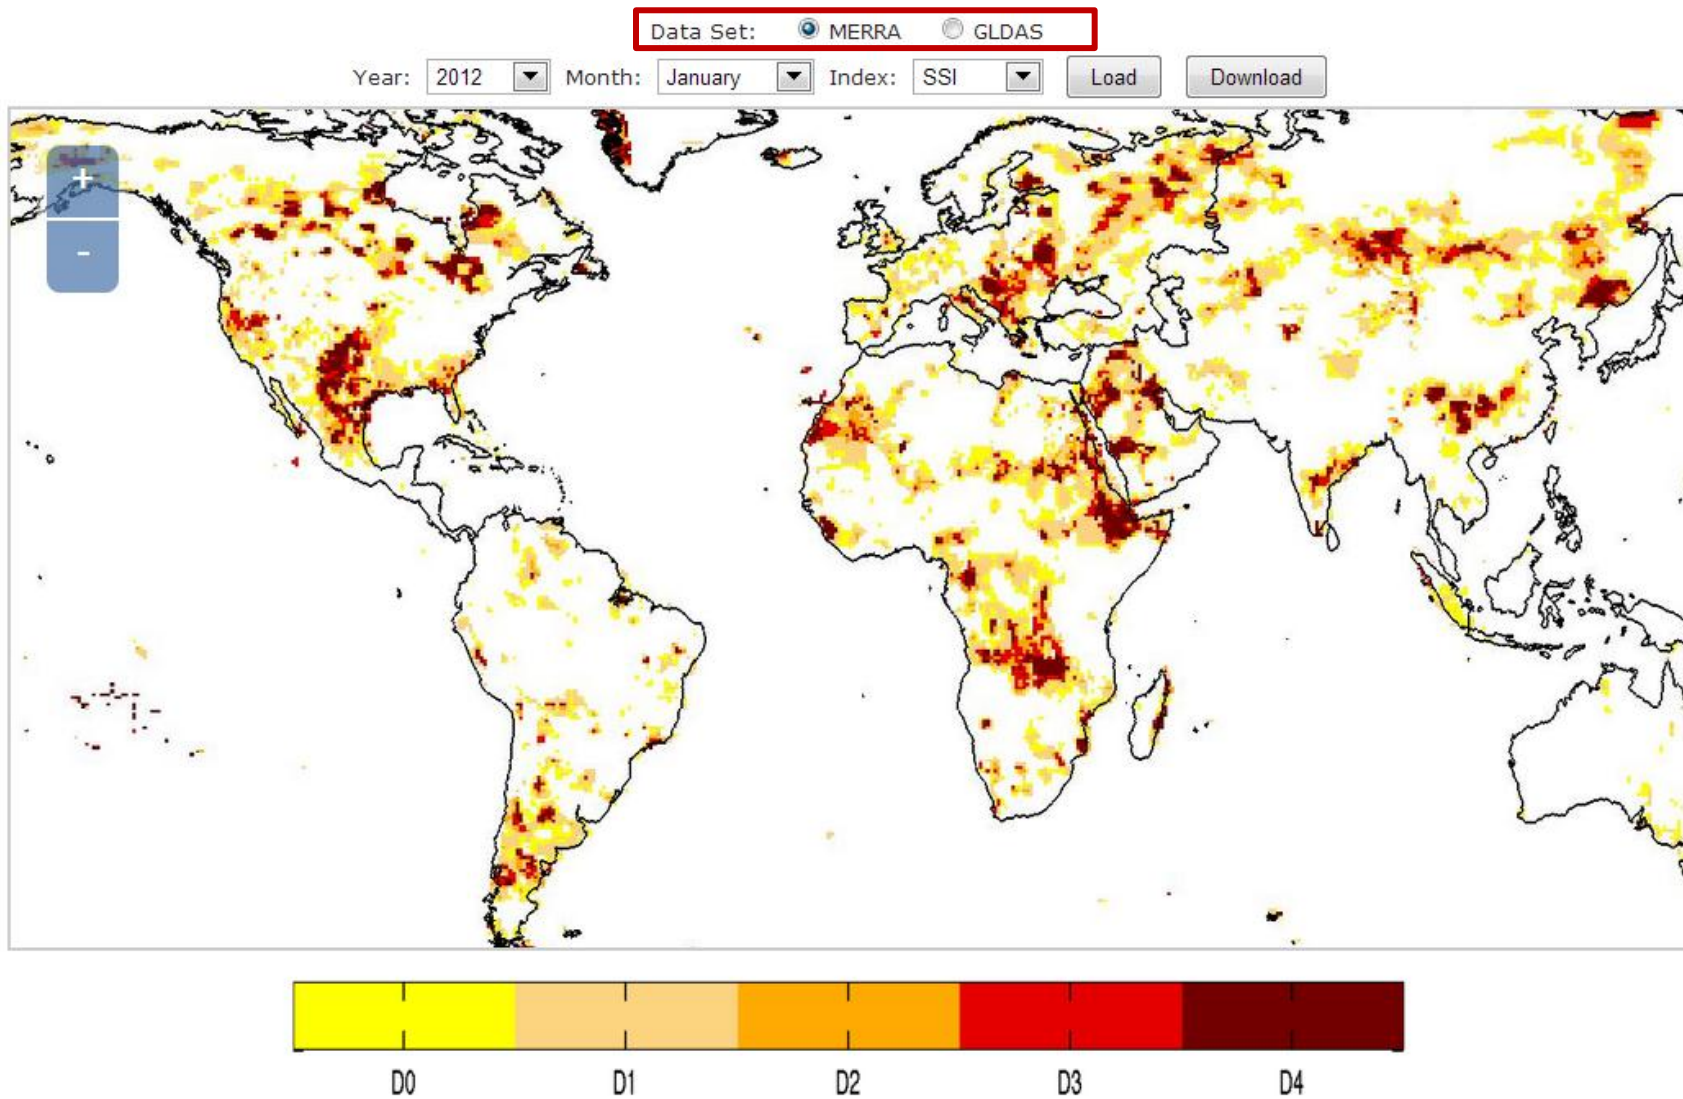 Data Set: MERRA GLDAS
Year: 2012 Month: January Index: SSI Load Download
+
-
D0 D1 D2 D3 D4